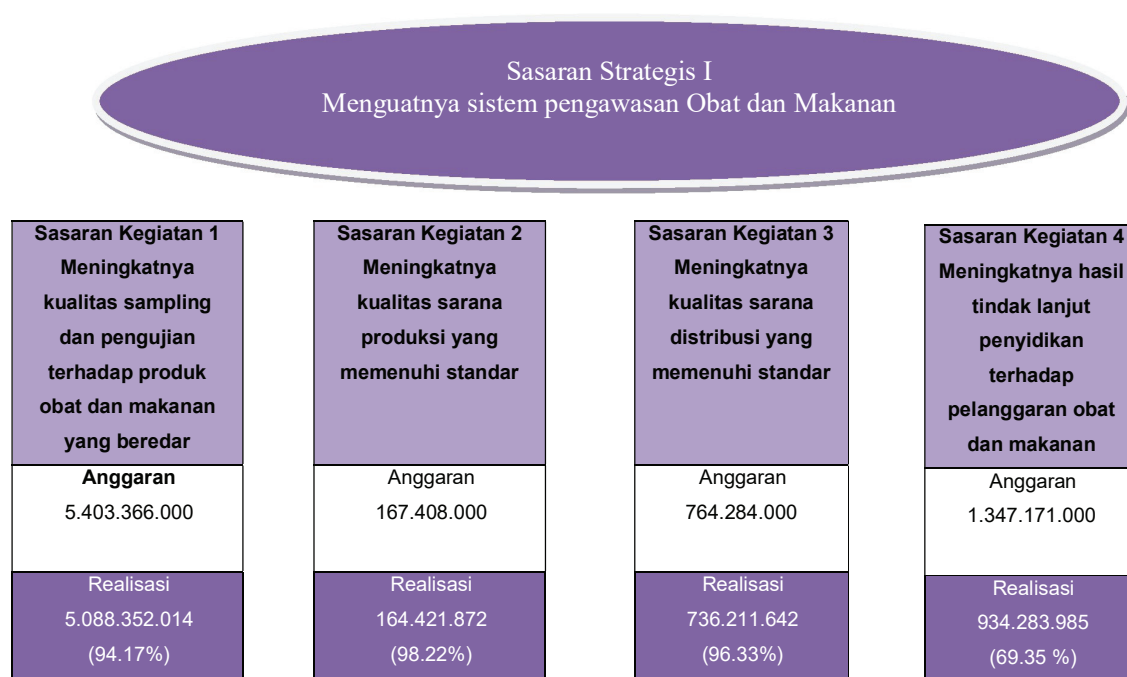 Sasaran Strategis I
Menguatnya sistem pengawasan Obat dan Makanan
Sasaran Kegiatan 1
Meningkatnya
kualitas sampling
dan pengujian
terhadap produk
obat dan makanan
yang beredar
Anggaran
5.403.366.000
Realisasi
5.088.352.014
(94.17%)
Sasaran Kegiatan 2
Meningkatnya
kualitas sarana
produksi yang
memenuhi standar
Anggaran
167.408.000
Realisasi
164.421.872
(98.22%)
Sasaran Kegiatan 3
Meningkatnya
kualitas sarana
distribusi yang
memenuhi standar
Anggaran
764.284.000
Realisasi
736.211.642
(96.33%)
Sasaran Kegiatan 4
Meningkatnya hasil
tindak lanjut
penyidikan
terhadap
pelanggaran obat
dan makanan
Anggaran
1.347.171.000
Realisasi
934.283.985
(69.35 %)